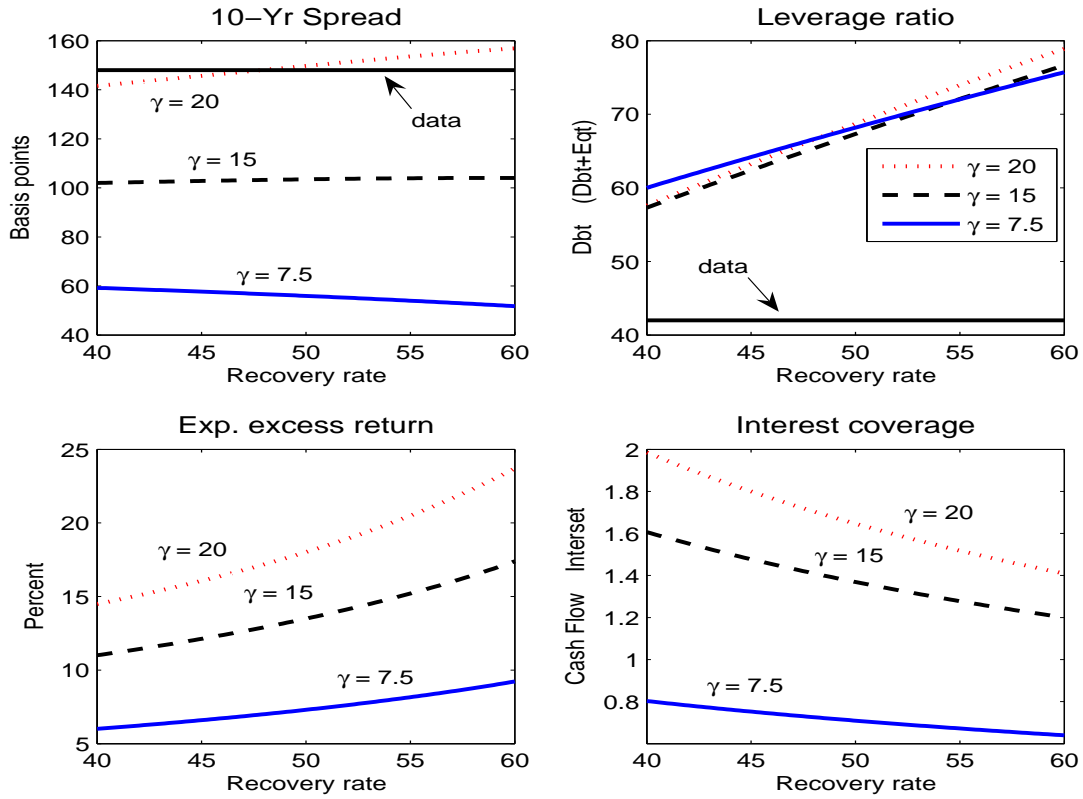 10−Yr Spread
160
140
120
100
80
60
40
Basis points
γ = 20
data
γ = 15
γ = 7.5
40 45 50 55 60
Recovery rate
Leverage ratio
80
70
60
50
40
Dbt (Dbt+Eqt)
γ = 20
γ = 15
γ = 7.5
data
40 45 50 55 60
Recovery rate
Exp. excess return
25
20
15
10
5
Percent
γ = 20
γ = 15
γ = 7.5
40 45 50 55 60
Recovery rate
Interest coverage
2
1.8
1.6
1.4
1.2
1
0.8
Cash Flow Interset
γ = 20
γ = 15
γ = 7.5
40 45 50 55 60
Recovery rate